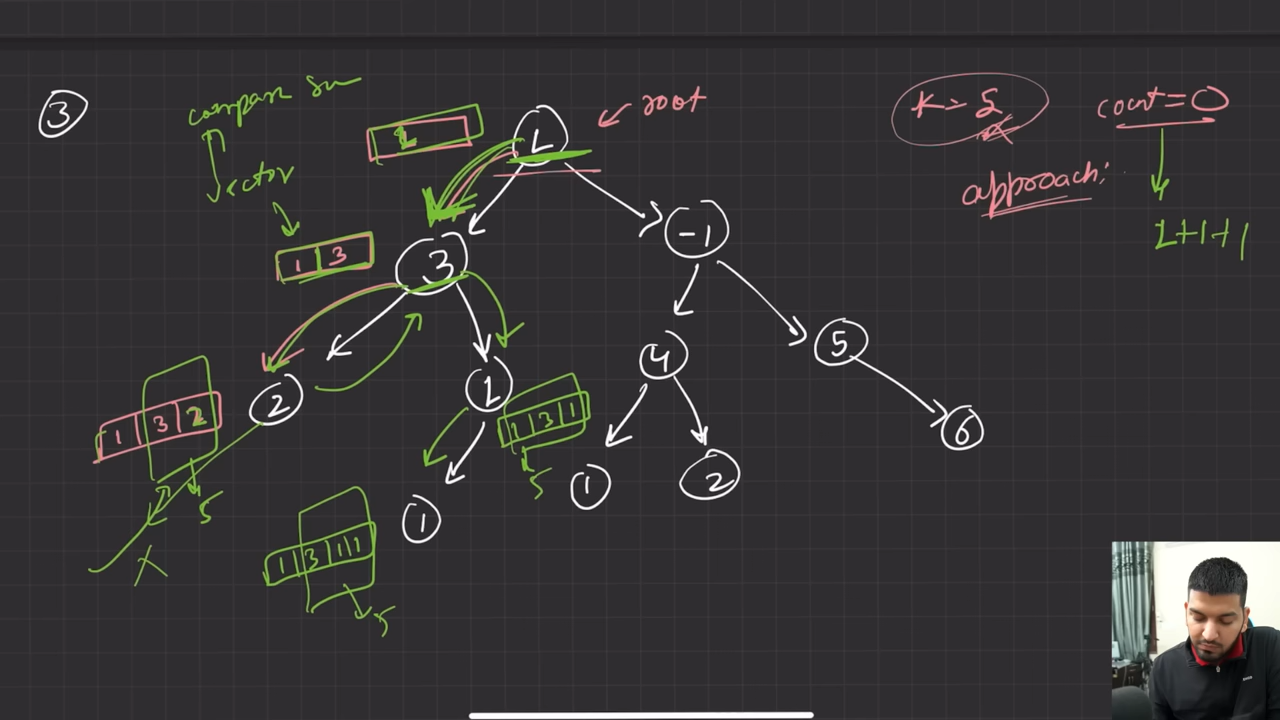 3
compare sum
vector
1
1
root
K = 5
count = 0
approach:
1+1+1
1 3
3
-1
2
1
4
5
6
1 3 2
5
X
1 3 1
5
1
1
2
1 3 1 1
5